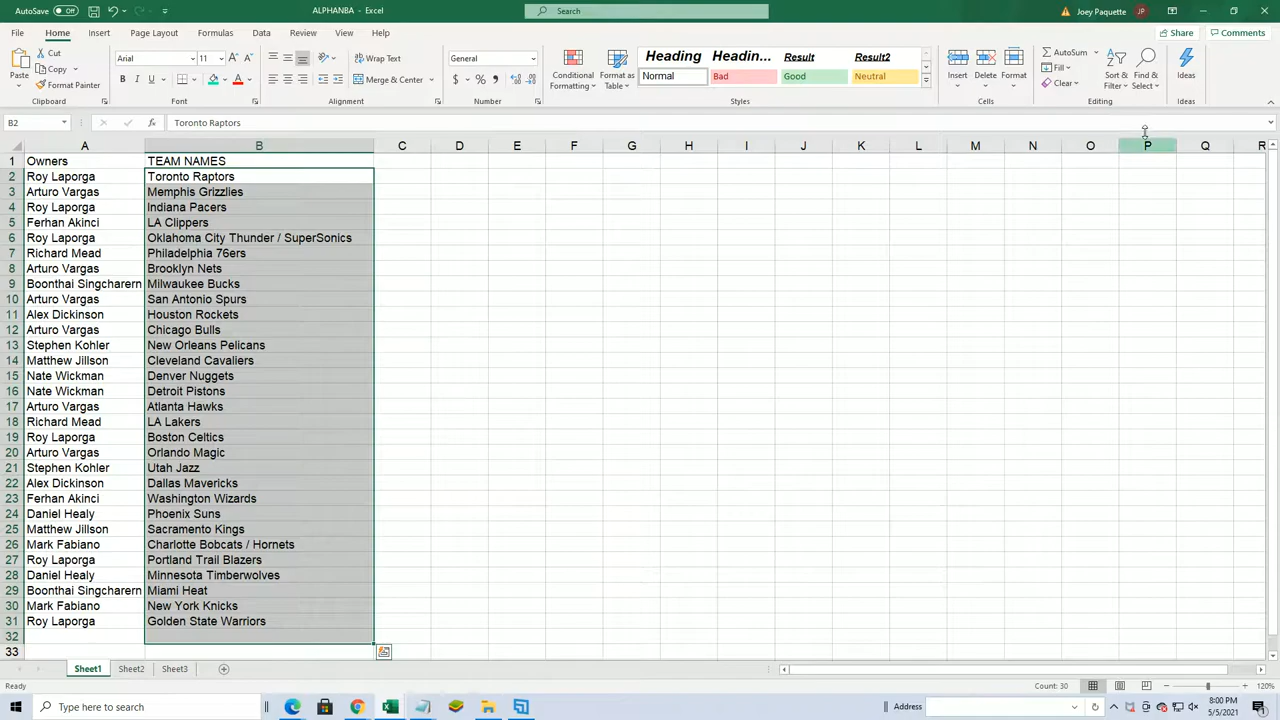 AutoSave Off
ALPHANBA - Excel
Search
Joey Paquette JP
File Home Insert Page Layout Formulas Data Review View Help
Share Comments
Paste
Cut
Copy
Format Painter
Clipboard
Arial 11
B I U
Font
Wrap Text
Merge & Center
Alignment
General
$ % 9
Number
Conditional Formatting
Format as Table
Heading Headin... Result Result2
Normal Bad Good Neutral
Styles
Insert Delete Format
Cells
AutoSum
Fill
Clear
Sort & Filter
Find & Select
Editing
Ideas
Ideas
B2 fx Toronto Raptors
A B C D E F G H I J K L M N O P Q R
1 Owners TEAM NAMES
2 Roy Laporga Toronto Raptors
3 Arturo Vargas Memphis Grizzlies
4 Roy Laporga Indiana Pacers
5 Ferhan Akinci LA Clippers
6 Roy Laporga Oklahoma City Thunder / SuperSonics
7 Richard Mead Philadelphia 76ers
8 Arturo Vargas Brooklyn Nets
9 Boonthai Singcharern Milwaukee Bucks
10 Arturo Vargas San Antonio Spurs
11 Alex Dickinson Houston Rockets
12 Arturo Vargas Chicago Bulls
13 Stephen Kohler New Orleans Pelicans
14 Matthew Jillson Cleveland Cavaliers
15 Nate Wickman Denver Nuggets
16 Nate Wickman Detroit Pistons
17 Arturo Vargas Atlanta Hawks
18 Richard Mead LA Lakers
19 Roy Laporga Boston Celtics
20 Arturo Vargas Orlando Magic
21 Stephen Kohler Utah Jazz
22 Alex Dickinson Dallas Mavericks
23 Ferhan Akinci Washington Wizards
24 Daniel Healy Phoenix Suns
25 Matthew Jillson Sacramento Kings
26 Mark Fabiano Charlotte Bobcats / Hornets
27 Roy Laporga Portland Trail Blazers
28 Daniel Healy Minnesota Timberwolves
29 Boonthai Singcharern Miami Heat
30 Mark Fabiano New York Knicks
31 Roy Laporga Golden State Warriors
32
33
Sheet1 Sheet2 Sheet3
Ready
Count: 30
120%
Type here to search
Address
8:00 PM
5/5/2021